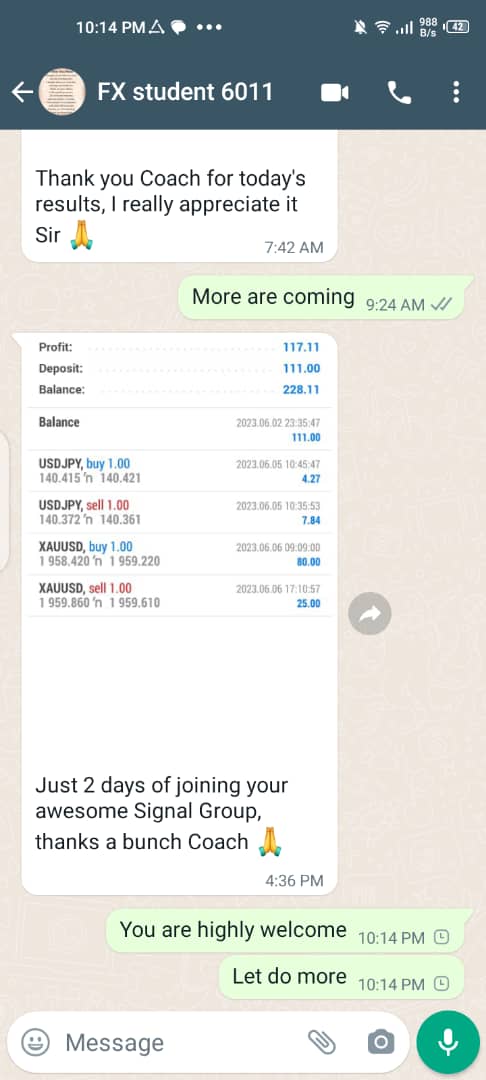 10:14 PM
988 B/s
42
FX student 6011
Thank you Coach for today's
results, I really appreciate it
Sir 🙏
7:42 AM
More are coming
9:24 AM
Profit: 117.11
Deposit: 111.00
Balance: 228.11
Balance 2023.06.02 23:35:47
111.00
USDJPY, buy 1.00 2023.06.05 10:45:47
140.415 'n 140.421 4.27
USDJPY, sell 1.00 2023.06.05 10:35:53
140.372 'n 140.361 7.84
XAUUSD, buy 1.00 2023.06.06 09:09:00
1 958.420 'n 1 959.220 80.00
XAUUSD, sell 1.00 2023.06.06 17:10:57
1 959.860 'n 1 959.610 25.00
Just 2 days of joining your
awesome Signal Group,
thanks a bunch Coach 🙏
4:36 PM
You are highly welcome
10:14 PM
Let do more
10:14 PM
Message